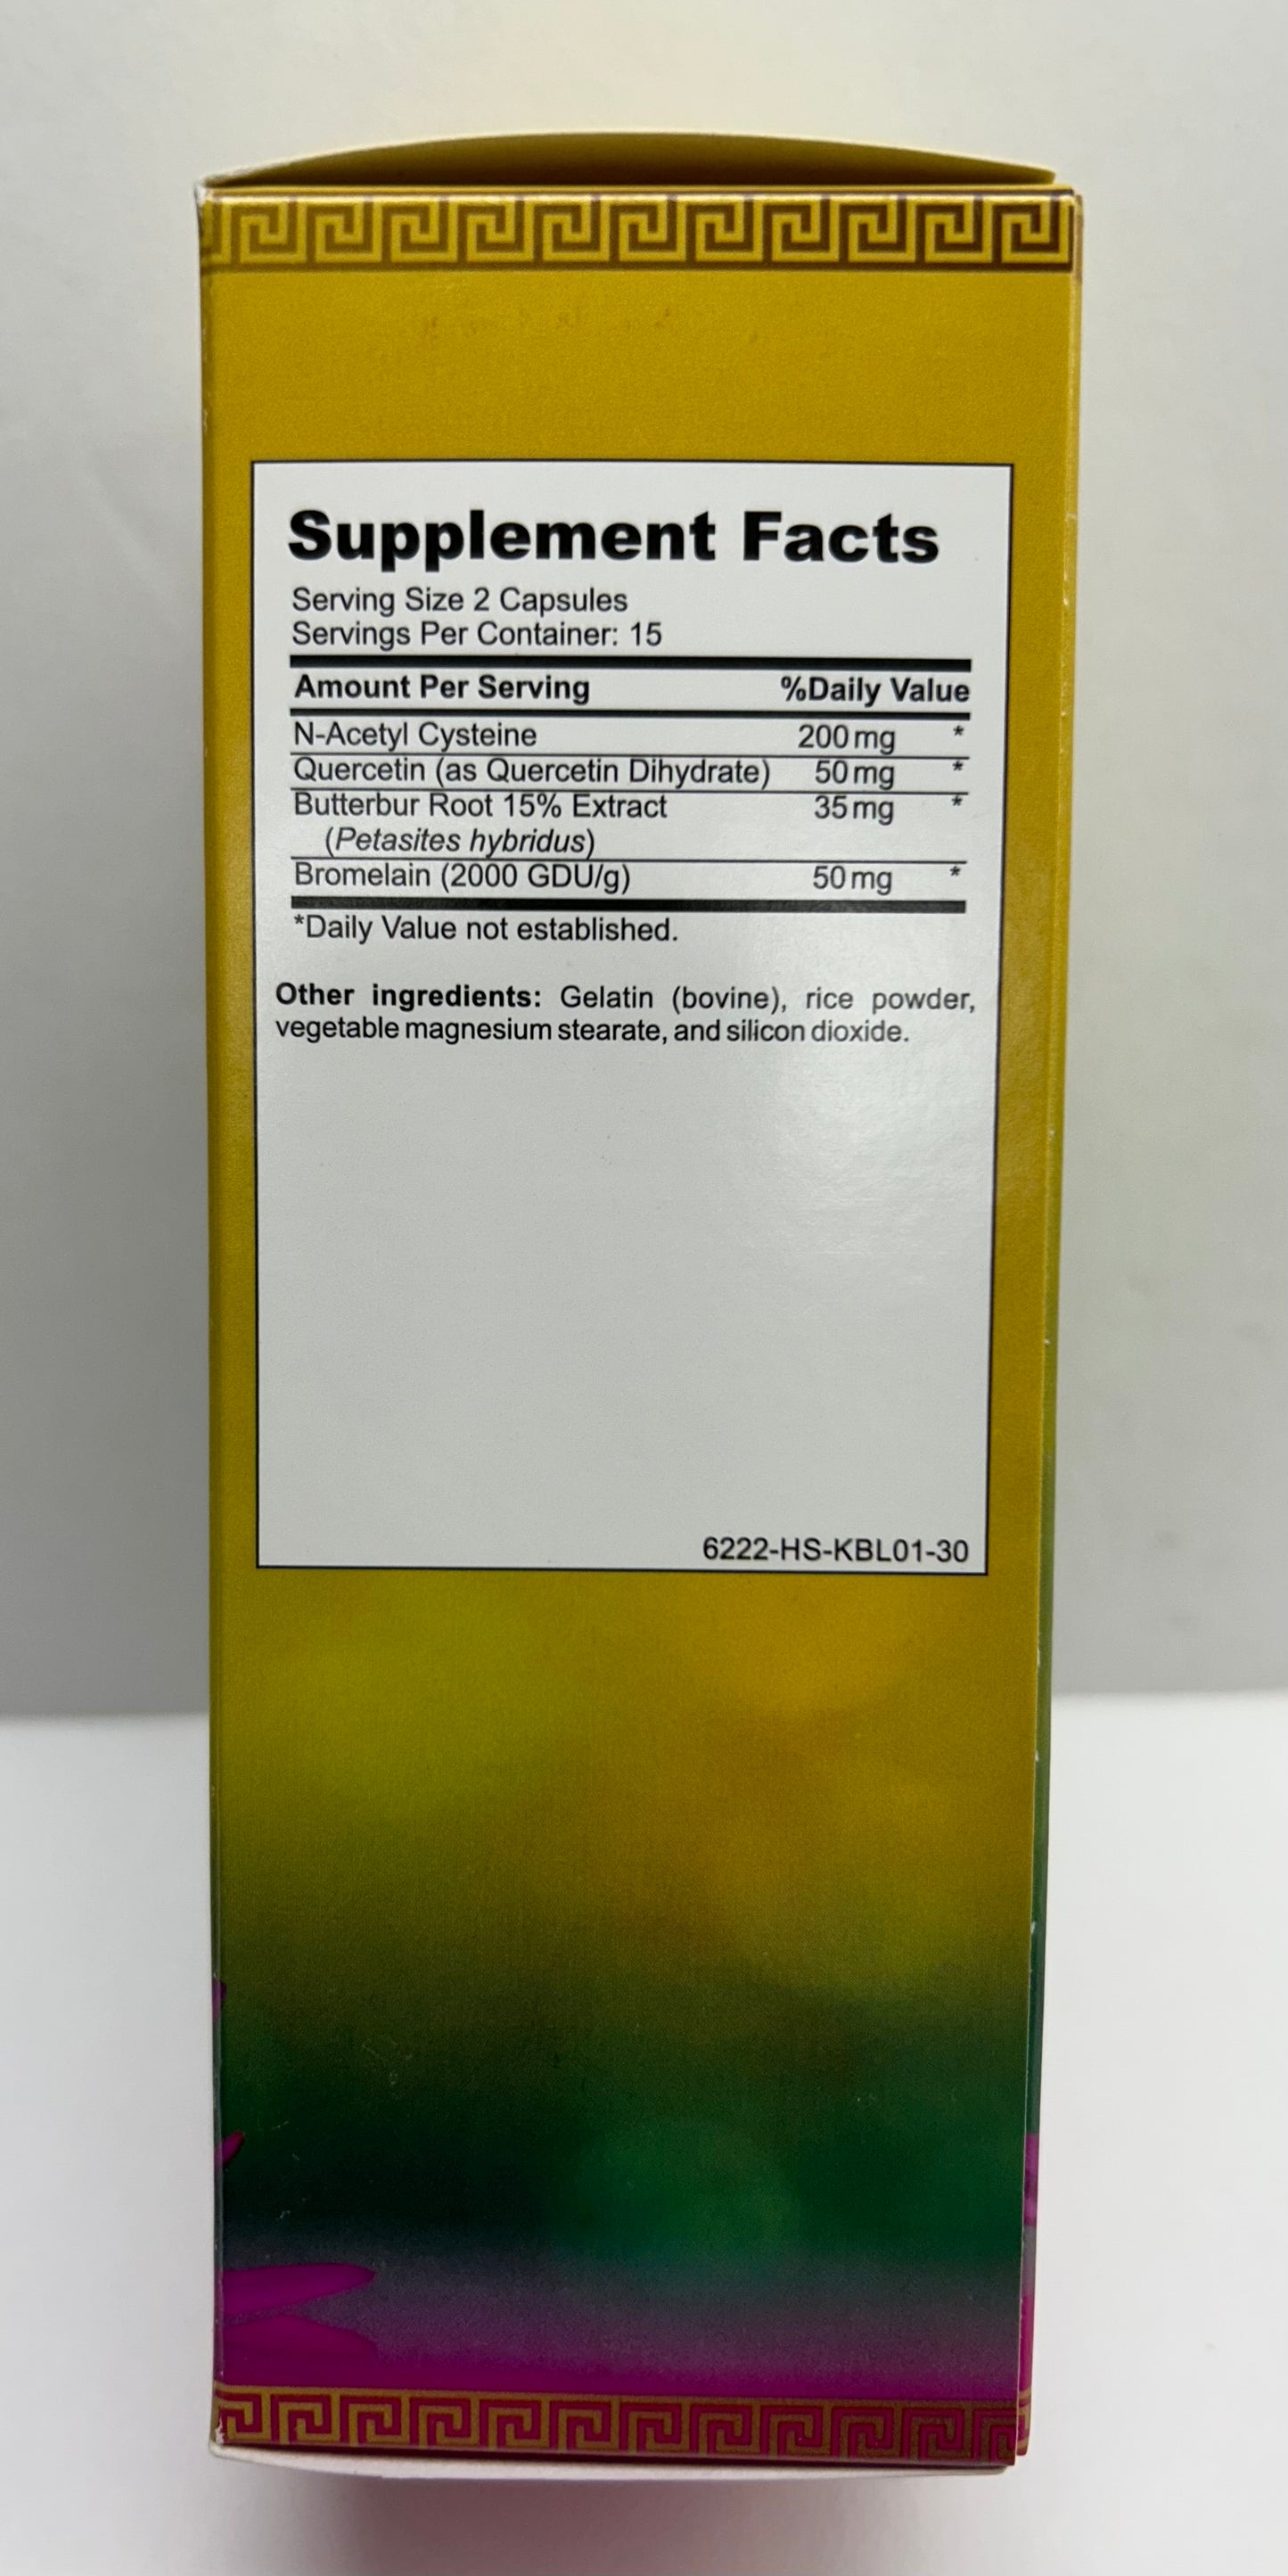 Supplement Facts
Serving Size 2 Capsules
Servings Per Container: 15
Amount Per Serving %Daily Value
N-Acetyl Cysteine 200 mg *
Quercetin (as Quercetin Dihydrate) 50 mg *
Butterbur Root 15% Extract 35 mg *
(Petasites hybridus)
Bromelain (2000 GDU/g) 50 mg *
*Daily Value not established.
Other ingredients: Gelatin (bovine), rice powder,
vegetable magnesium stearate, and silicon dioxide.
6222-HS-KBL01-30